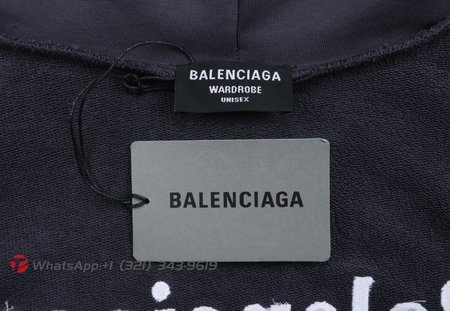 BALENCIAGA
WARDROBE
UNISEX
BALENCIAGA
WhatsApp:+1 (321) 343-9619